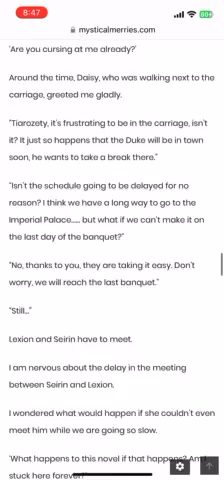 8:47
mysticalmerries.com
'Are you cursing at me already?'
Around the time, Daisy, who was walking next to the
carriage, greeted me gladly.
"Tiarozety, it's frustrating to be in the carriage, isn't
it? It just so happens that the Duke will be in town
soon, he wants to take a break there."
"Isn't the schedule going to be delayed for no
reason? I think we have a long way to go to the
Imperial Palace...... but what if we can't make it on
the last day of the banquet?"
"No, thanks to you, they are taking it easy. Don't
worry, we will reach the last banquet."
"Still..."
Lexion and Seirin have to meet.
I am nervous about the delay in the meeting
between Seirin and Lexion.
I wondered what would happen if she couldn't even
meet him while we are going so slow.
'What happens to this novel if that happens? Am I
stuck here forever?'